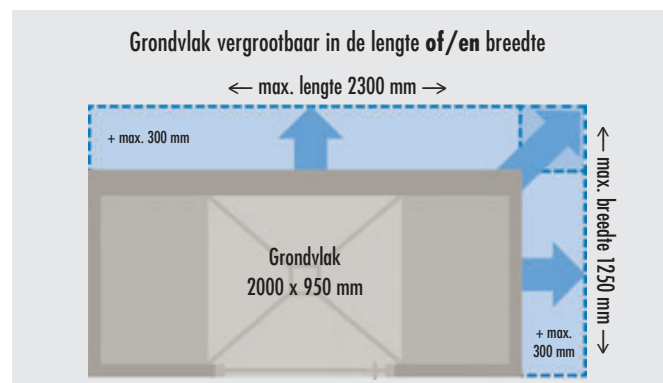 Grondvlak vergrootbaar in de lengte of/en breedte
← max. lengte 2300 mm →
+ max. 300 mm
← max. breedte 1250 mm →
Grondvlak
2000 x 950 mm
+ max.
300 mm